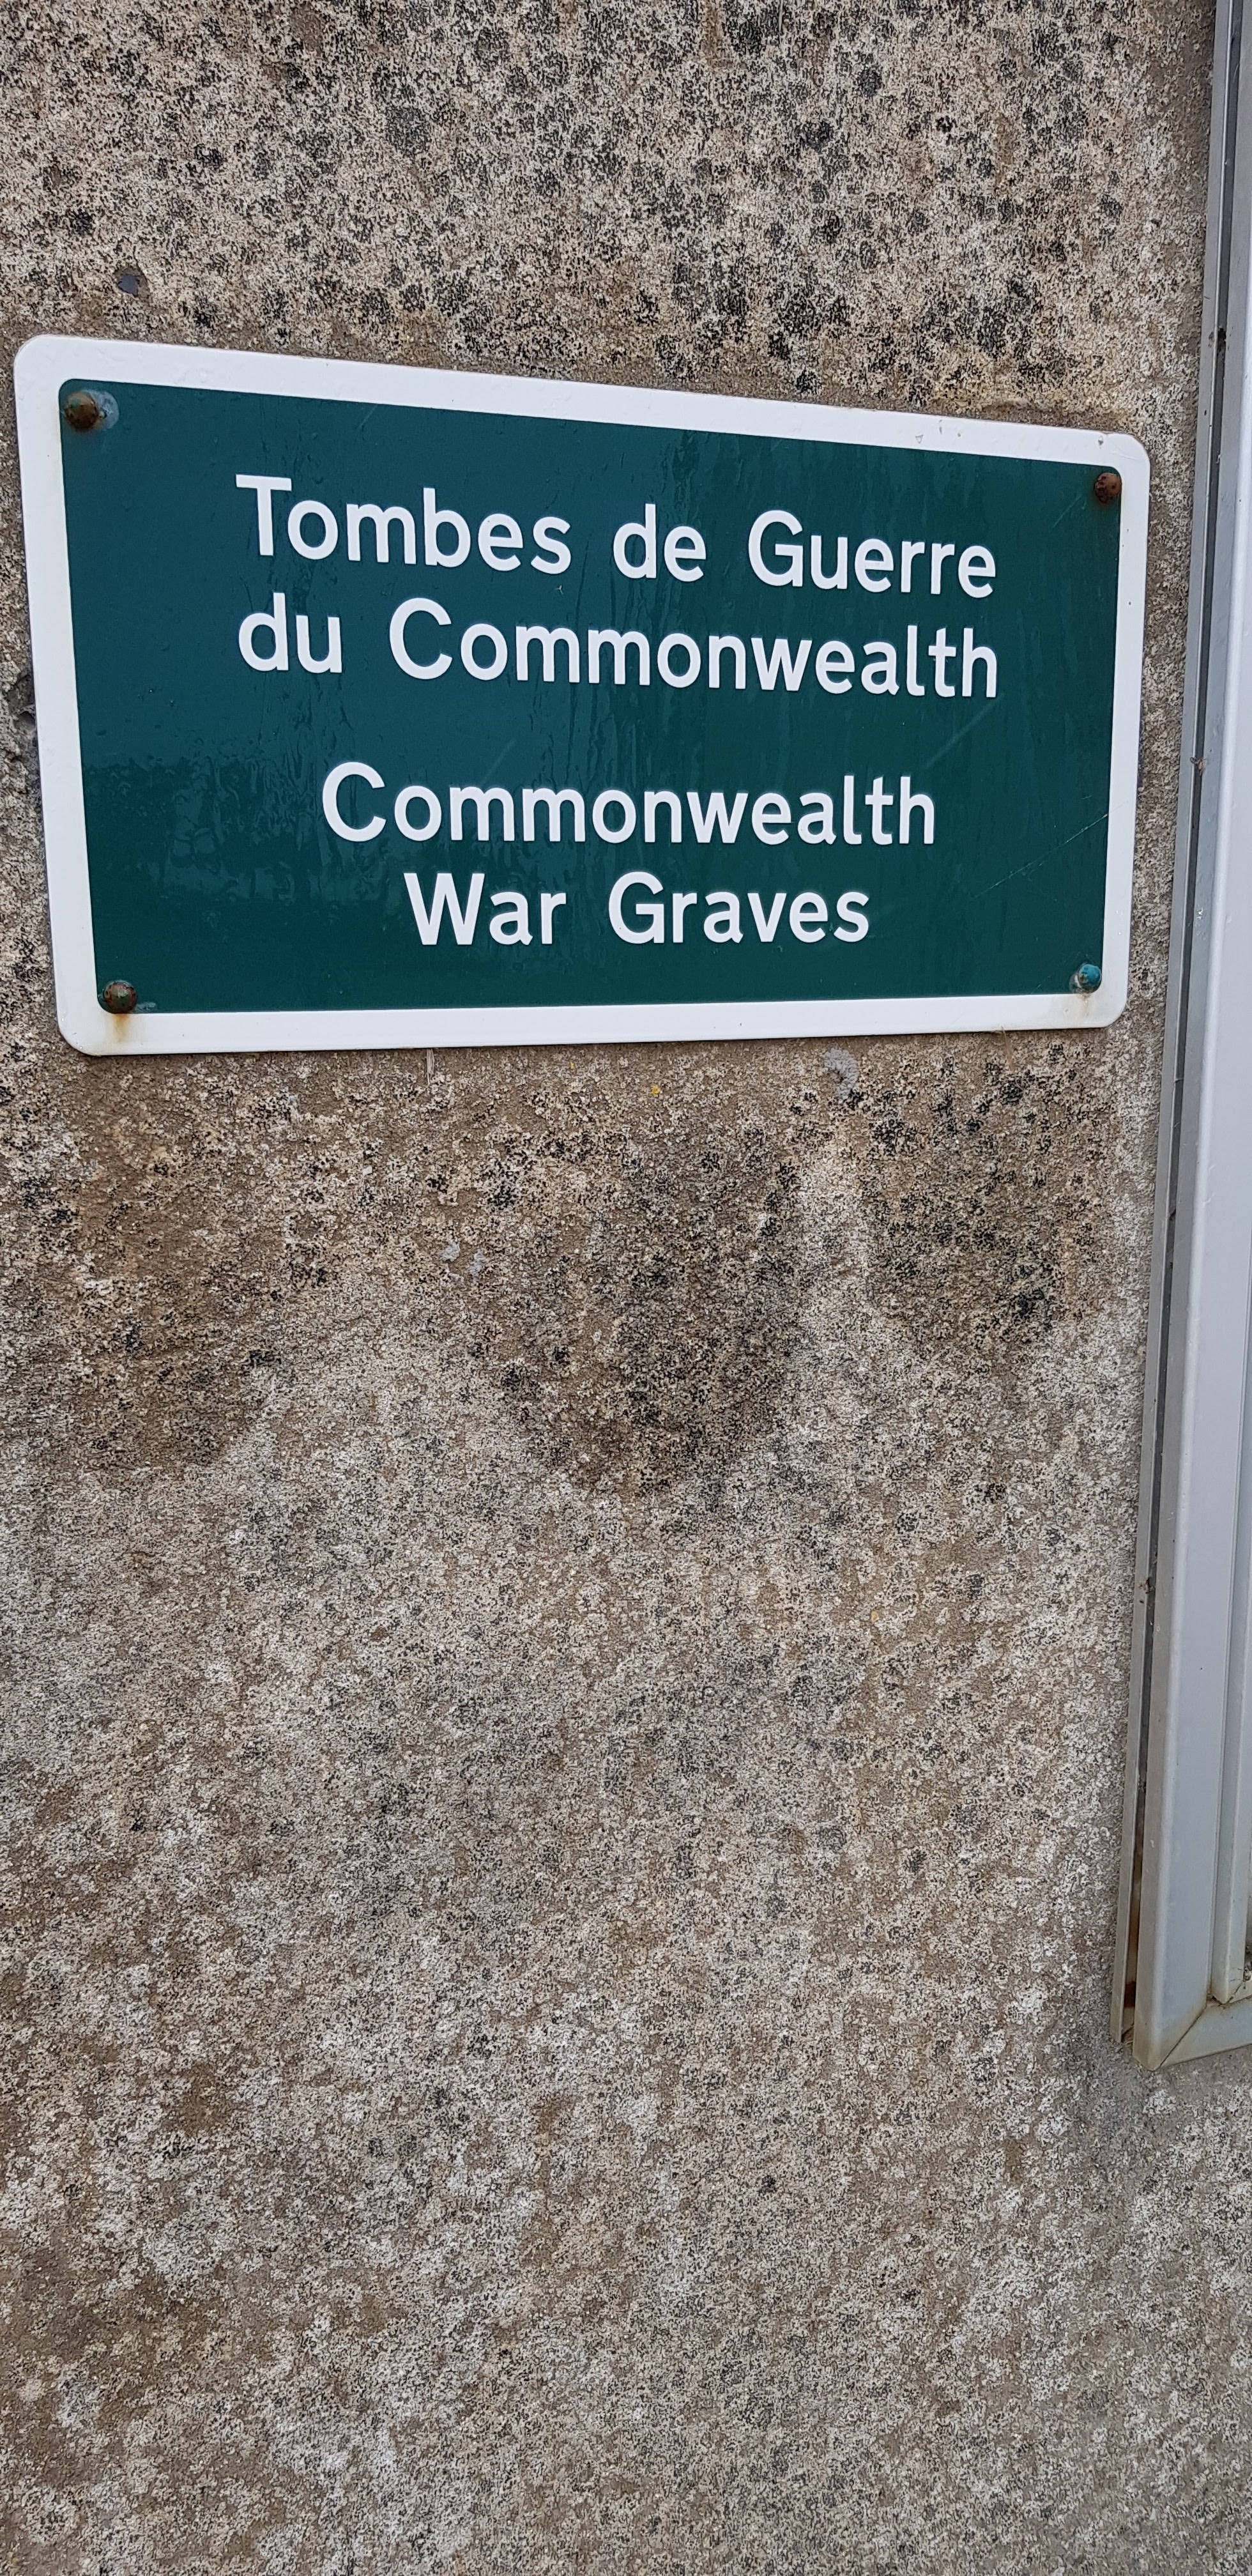 Tombes de Guerre
du Commonwealth
Commonwealth
War Graves